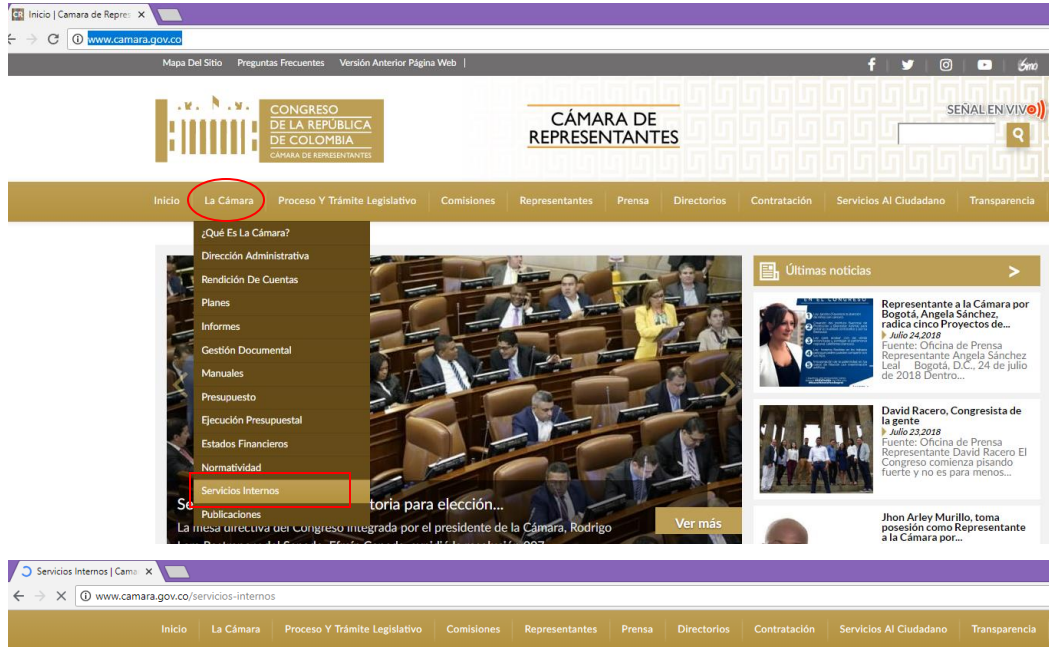 Inicio | Camara de Repres
www.camara.gov.co
Mapa Del Sitio Preguntas Frecuentes Versión Anterior Página Web |
CONGRESO
DE LA REPÚBLICA
DE COLOMBIA
CÁMARA DE REPRESENTANTES
CÁMARA DE
REPRESENTANTES
SEÑAL EN VIVO
Inicio La Cámara Proceso Y Trámite Legislativo Comisiones Representantes Prensa Directorios Contratación Servicios Al Ciudadano Transparencia
¿Qué Es La Cámara?
Dirección Administrativa
Rendición De Cuentas
Planes
Informes
Gestión Documental
Manuales
Presupuesto
Ejecución Presupuestal
Estados Financieros
Normatividad
Servicios Internos
Publicaciones
Se toria para elección...
La mesa directiva del Congreso integrada por el presidente de la Cámara, Rodrigo
Ver más
Últimas noticias >
Representante a la Cámara por
Bogotá, Angela Sánchez,
radica cinco Proyectos de...
Julio 24,2018
Fuente: Oficina de Prensa
Representante Angela Sánchez
Leal Bogotá, D.C., 24 de julio
de 2018 Dentro...
David Racero, Congresista de
la gente
Julio 23,2018
Fuente: Oficina de Prensa
Representante David Racero El
Congreso comienza pisando
fuerte y no es para menos...
Jhon Arley Murillo, toma
posesión como Representante
a la Cámara por...
Servicios Internos | Cama
www.camara.gov.co/servicios-internos
Inicio La Cámara Proceso Y Trámite Legislativo Comisiones Representantes Prensa Directorios Contratación Servicios Al Ciudadano Transparencia